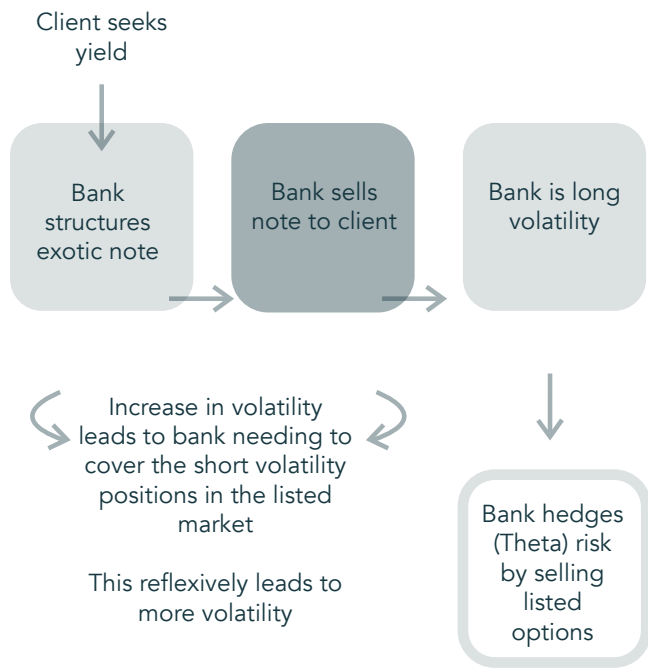 Client seeks
yield
Bank
structures
exotic note
Bank sells
note to client
Bank is long
volatility
Increase in volatility
leads to bank needing to
cover the short volatility
positions in the listed
market
This reflexively leads to
more volatility
Bank hedges
(Theta) risk
by selling
listed
options